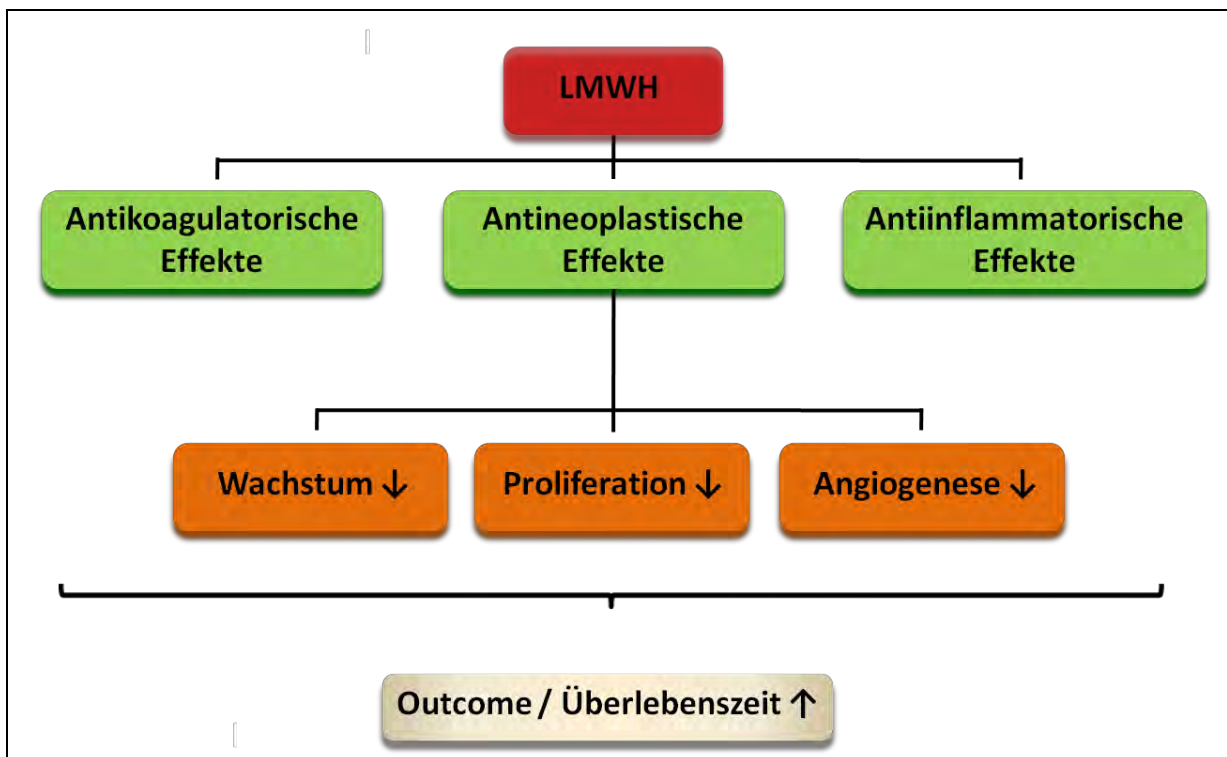 LMWH
Antikoagulatorische
Effekte
Antineoplastische
Effekte
Antiinflammatorische
Effekte
Wachstum ↓
Proliferation ↓
Angiogenese ↓
Outcome / Überlebenszeit ↑